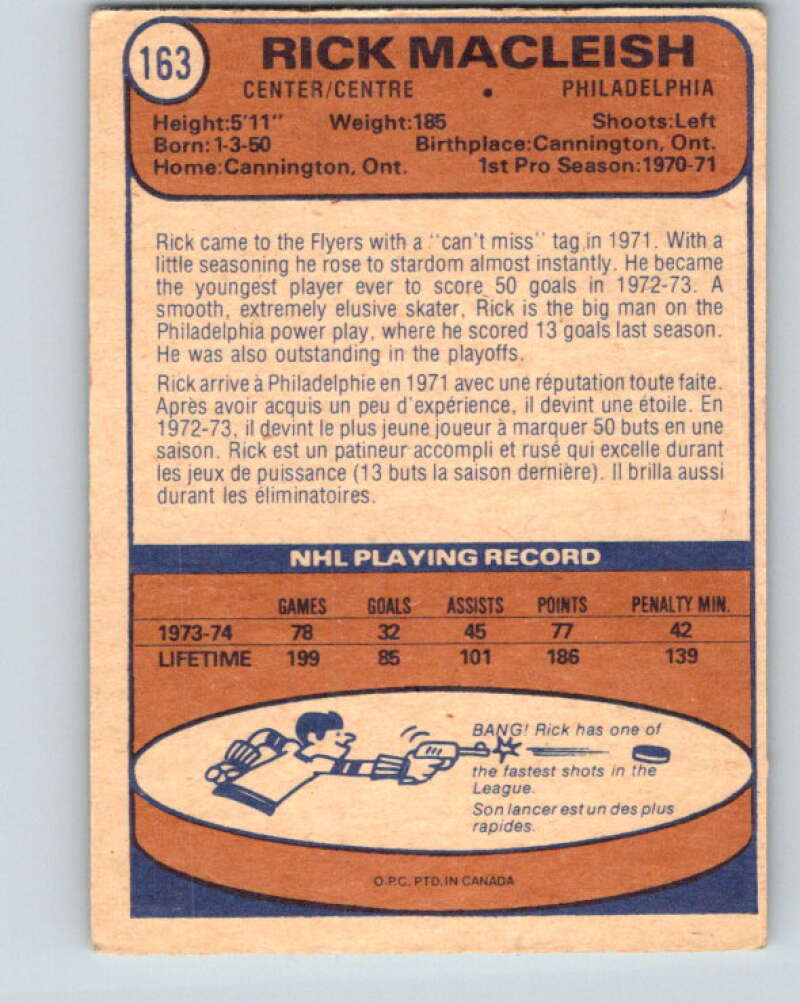 163
RICK MACLEISH
CENTER/CENTRE • PHILADELPHIA
Height:5'11" Weight:185 Shoots:Left
Born:1-3-50 Birthplace:Cannington, Ont.
Home:Cannington, Ont. 1st Pro Season:1970-71
Rick came to the Flyers with a "can't miss" tag in 1971. With a
little seasoning he rose to stardom almost instantly. He became
the youngest player ever to score 50 goals in 1972-73. A
smooth, extremely elusive skater, Rick is the big man on the
Philadelphia power play, where he scored 13 goals last season.
He was also outstanding in the playoffs.
Rick arrive à Philadelphie en 1971 avec une réputation toute faite.
Après avoir acquis un peu d'expérience, il devint une étoile. En
1972-73, il devint le plus jeune joueur à marquer 50 buts en une
saison. Rick est un patineur accompli et rusé qui excelle durant
les jeux de puissance (13 buts la saison dernière). Il brilla aussi
durant les éliminatoires.
NHL PLAYING RECORD
GAMES GOALS ASSISTS POINTS PENALTY MIN.
1973-74 78 32 45 77 42
LIFETIME 199 85 101 186 139
BANG! Rick has one of
the fastest shots in the
League.
Son lancer est un des plus
rapides.
O.P.C. PTD. IN CANADA